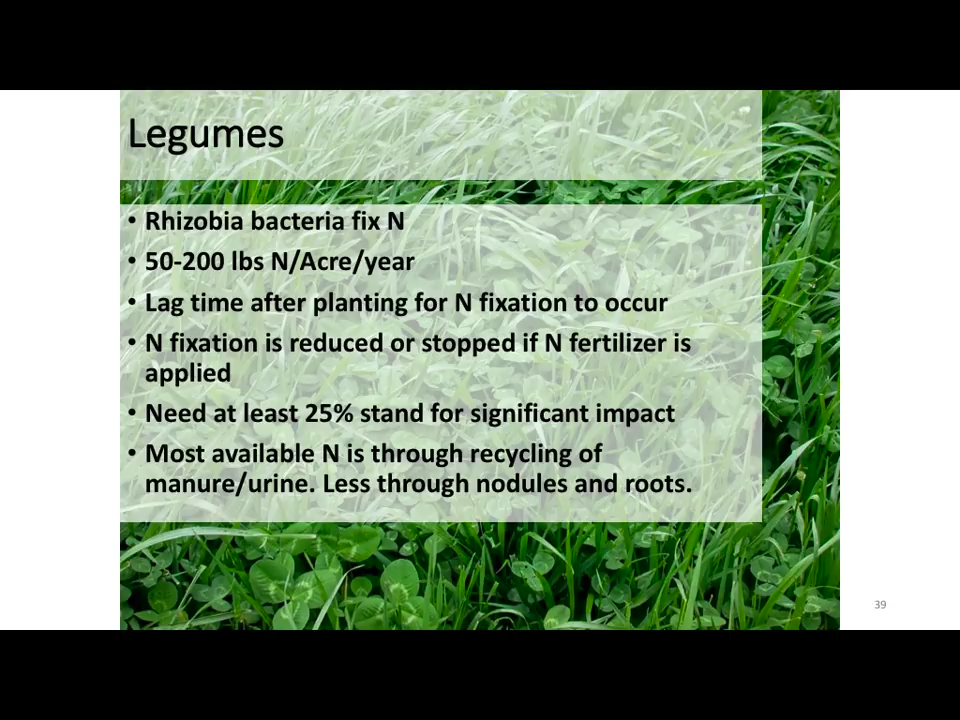 Legumes
• Rhizobia bacteria fix N
• 50-200 lbs N/Acre/year
• Lag time after planting for N fixation to occur
• N fixation is reduced or stopped if N fertilizer is
applied
• Need at least 25% stand for significant impact
• Most available N is through recycling of
manure/urine. Less through nodules and roots.
39